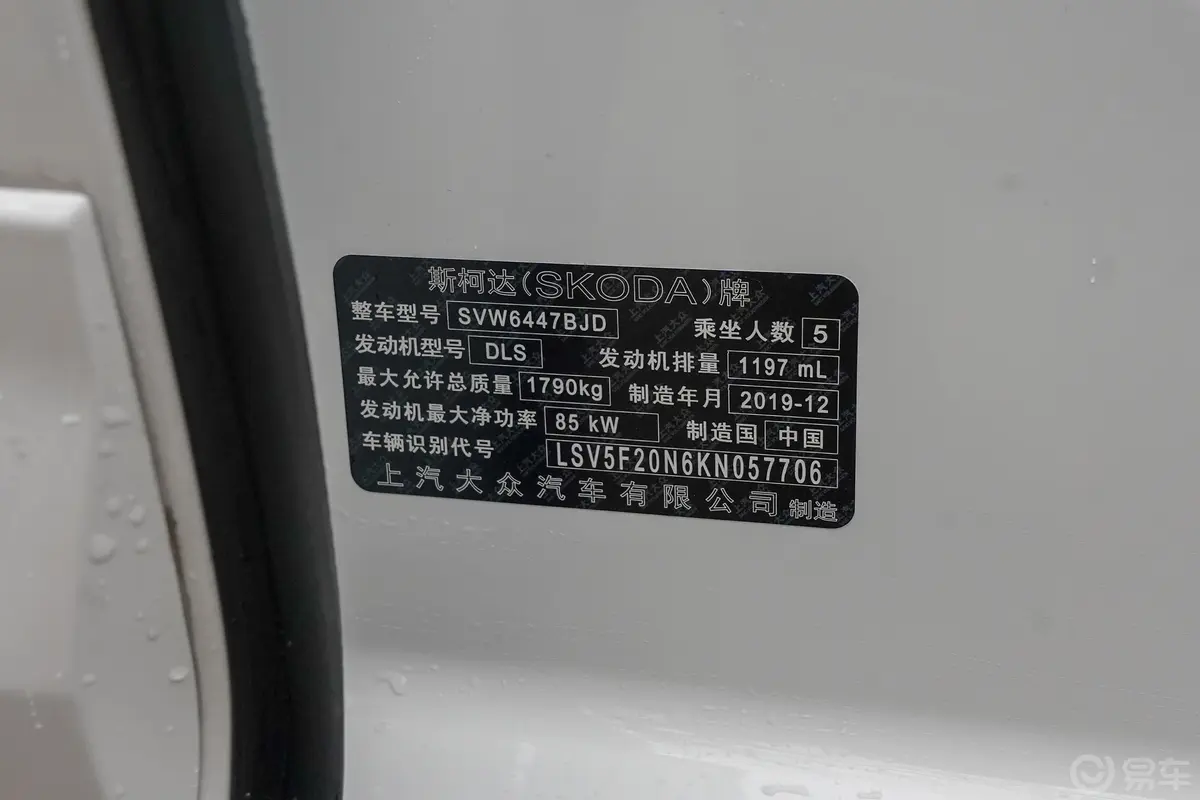 斯柯达(SKODA)牌
整车型号 SVW6447BJD 乘坐人数 5
发动机型号 DLS 发动机排量 1197 mL
最大允许总质量 1790kg 制造年月 2019-12
发动机最大净功率 85 kW 制造国 中国
车辆识别代号 LSV5F20N6KN057706
上汽大众汽车有限公司 制造
易车